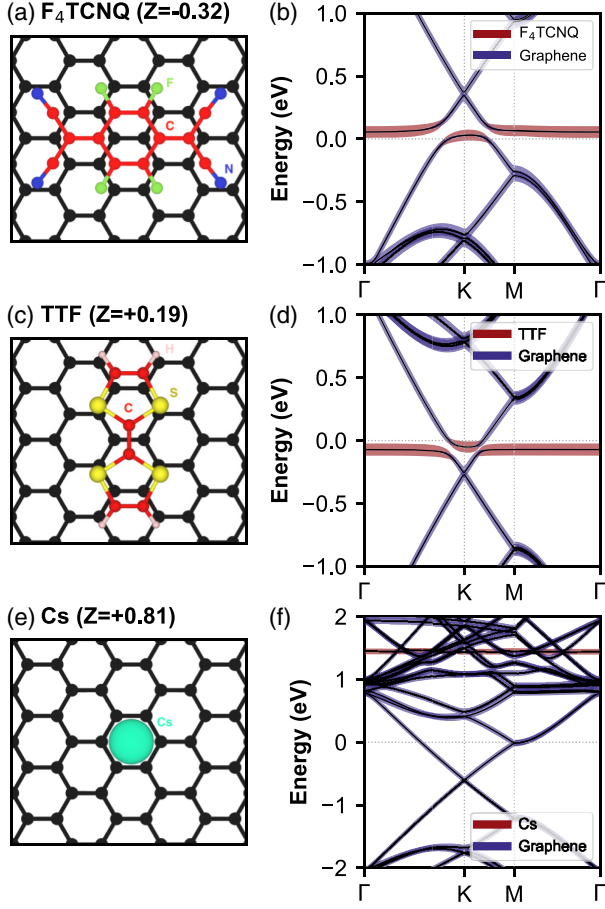 (a) F₄TCNQ (Z=-0.32)
F
C
N
(b)
1.0
0.5
0.0
−0.5
−1.0
Energy (eV)
F₄TCNQ
Graphene
Γ K M Γ
(c) TTF (Z=+0.19)
H
S
C
(d)
1.0
0.5
0.0
−0.5
−1.0
Energy (eV)
TTF
Graphene
Γ K M Γ
(e) Cs (Z=+0.81)
Cs
(f)
2
1
0
−1
−2
Energy (eV)
Cs
Graphene
Γ K M Γ